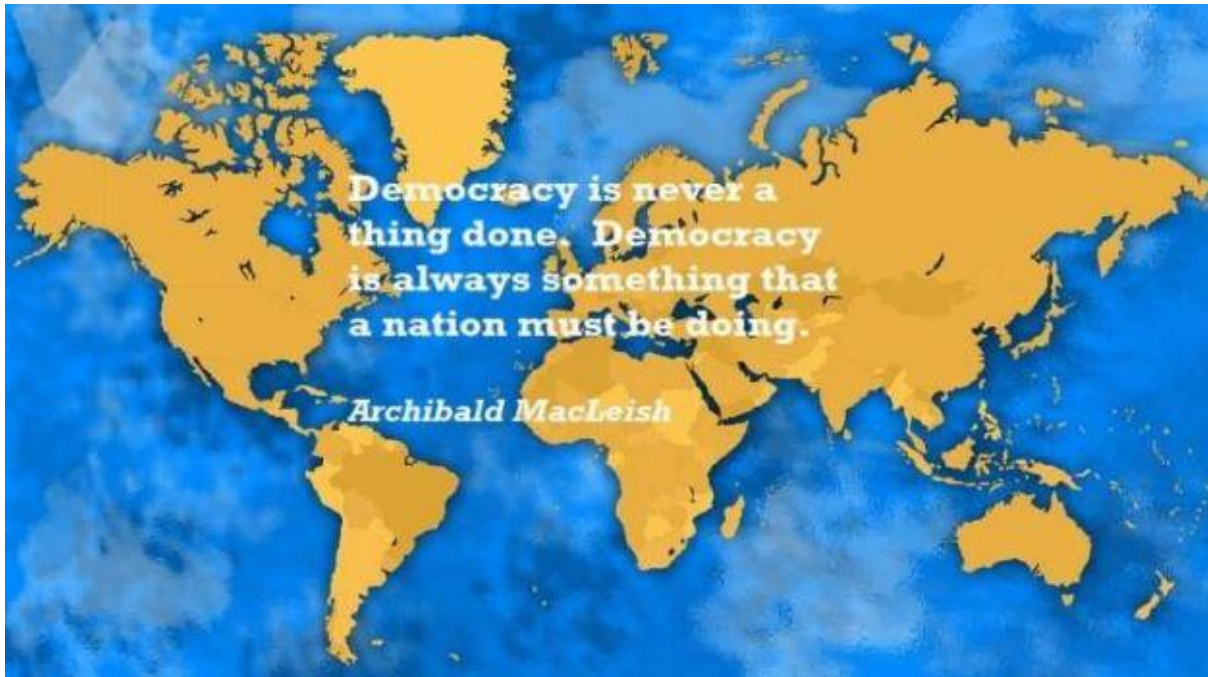 Democracy is never a
thing done. Democracy
is always something that
a nation must be doing.
Archibald MacLeish